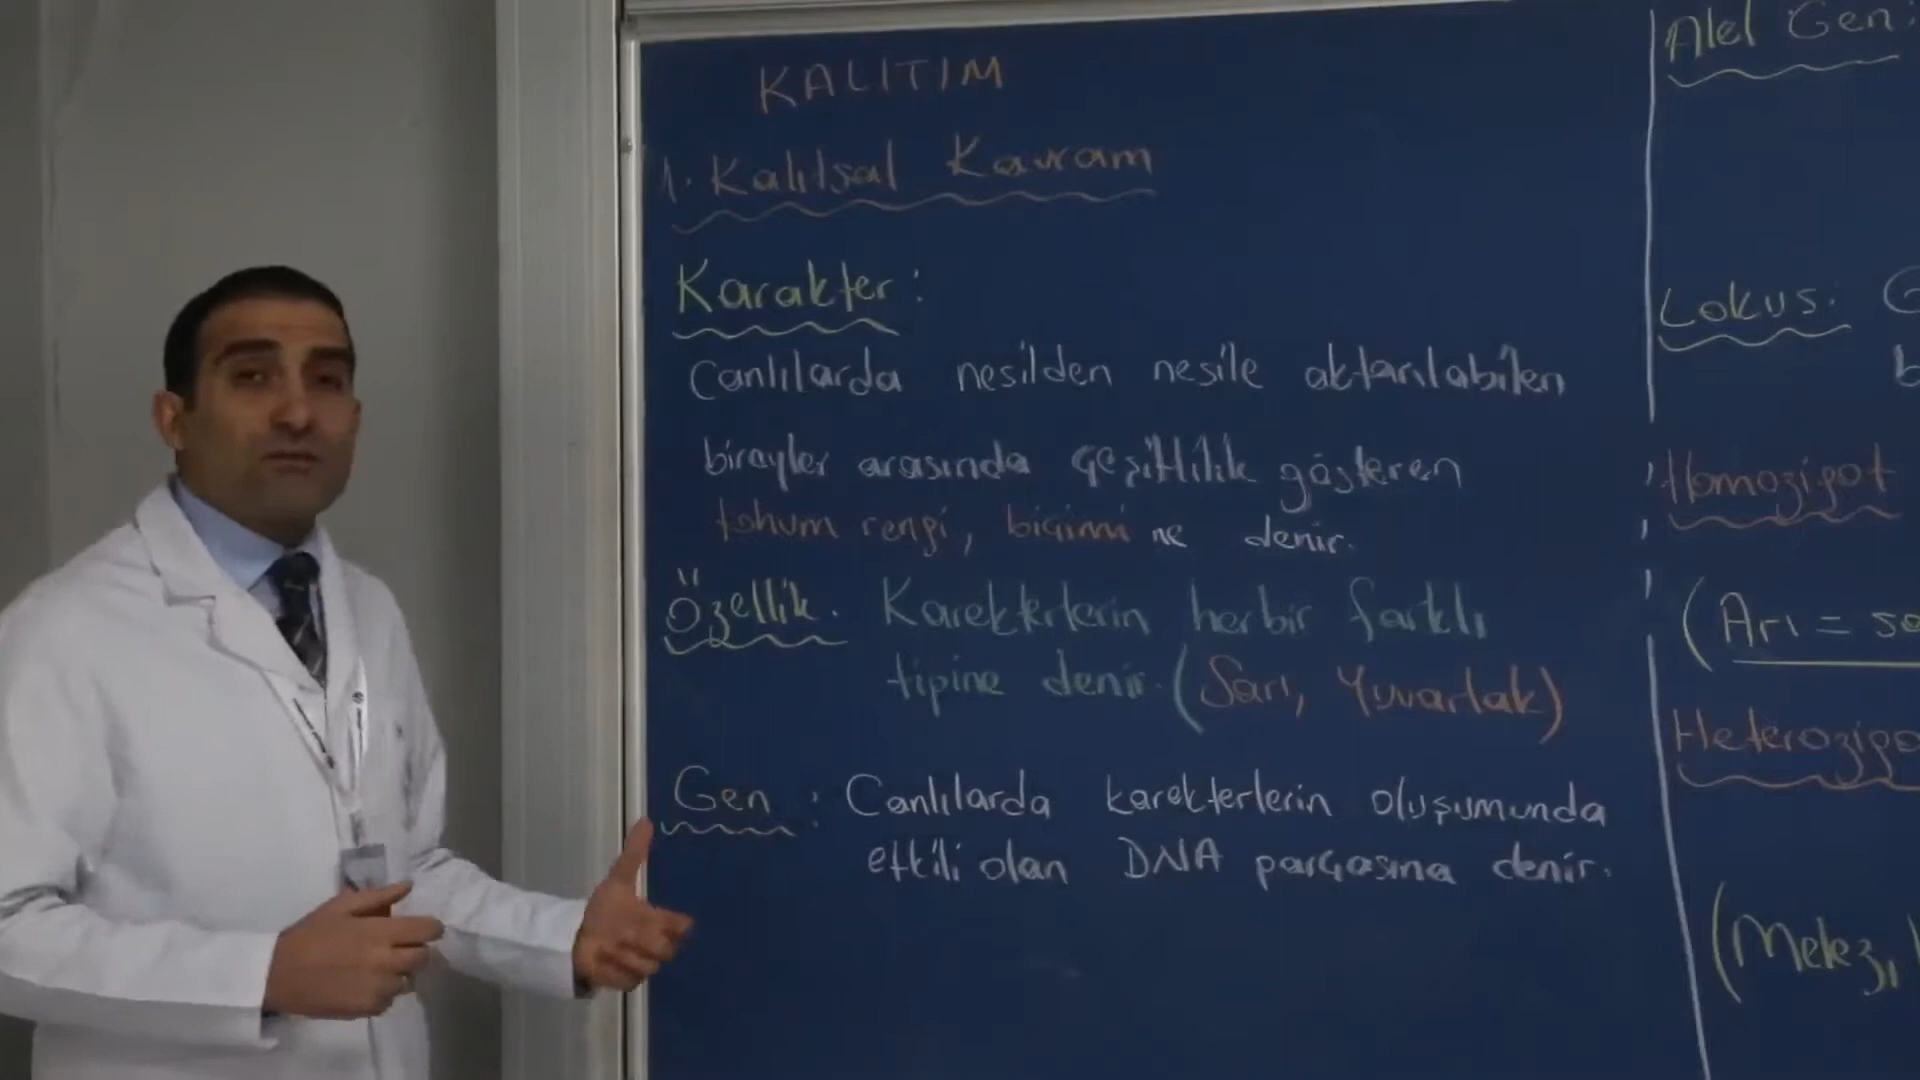 KALITIM
1. Kalıtsal Kavram
Karakter:
Canlılarda nesilden nesile aktarılabilen
bireyler arasında çeşitlilik gösteren
tohum rengi, biçimi ne denir.
Özellik. Karekterlerin herbir farklı
tipine denir. (Sarı, Yuvarlak)
Gen : Canlılarda karekterlerin oluşumunda
etkili olan DNA parçasına denir.
Alel Gen:
Lokus: G
b
Homozigot
(Arı = so
Heterozigo
(Melez,